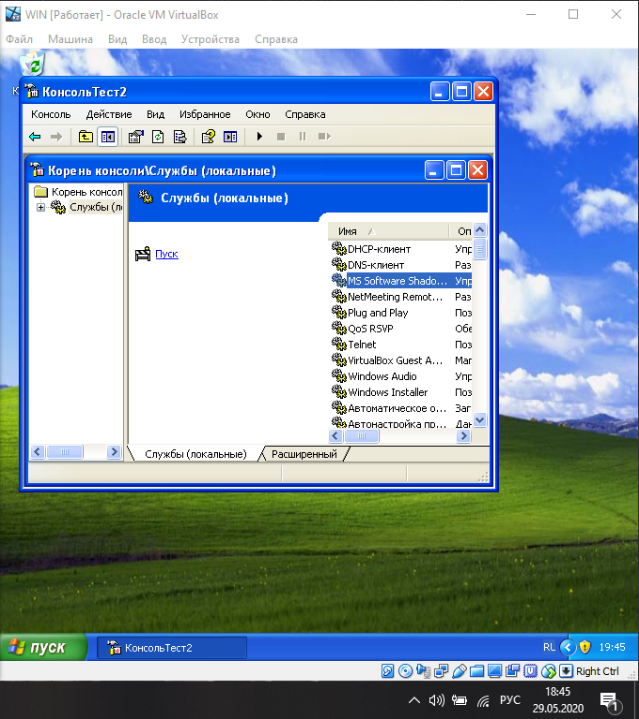 WIN [Работает] - Oracle VM VirtualBox
Файл Машина Вид Ввод Устройства Справка
К
КонсольТест2
Консоль Действие Вид Избранное Окно Справка
Корень консоли\Службы (локальные)
Корень консол
Службы (л
Службы (локальные)
Пуск
Имя Оп
DHCP-клиент Упр
DNS-клиент Раз
MS Software Shado... Упр
NetMeeting Remot... Раз
Plug and Play Поз
QoS RSVP Обе
Telnet Поз
VirtualBox Guest A... Man
Windows Audio Упр
Windows Installer Поз
Автоматическое о... Заг
Автонастройка пр... Дан
Службы (локальные) Расширенный
пуск КонсольТест2 RL 19:45
Right Ctrl
РУС 18:45
29.05.2020
1